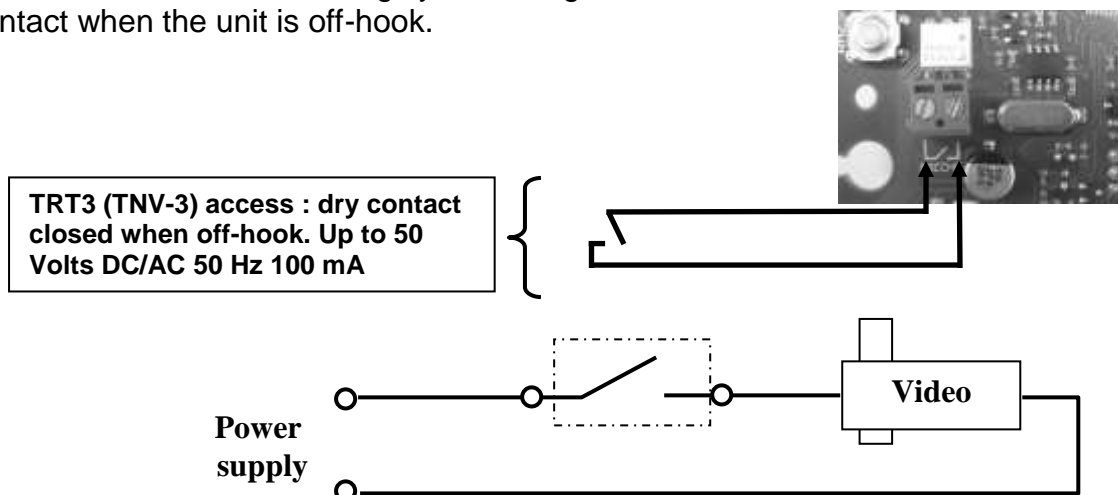 ntact when the unit is off-hook.
TRT3 (TNV-3) access : dry contact
closed when off-hook. Up to 50
Volts DC/AC 50 Hz 100 mA
Video
Power
supply